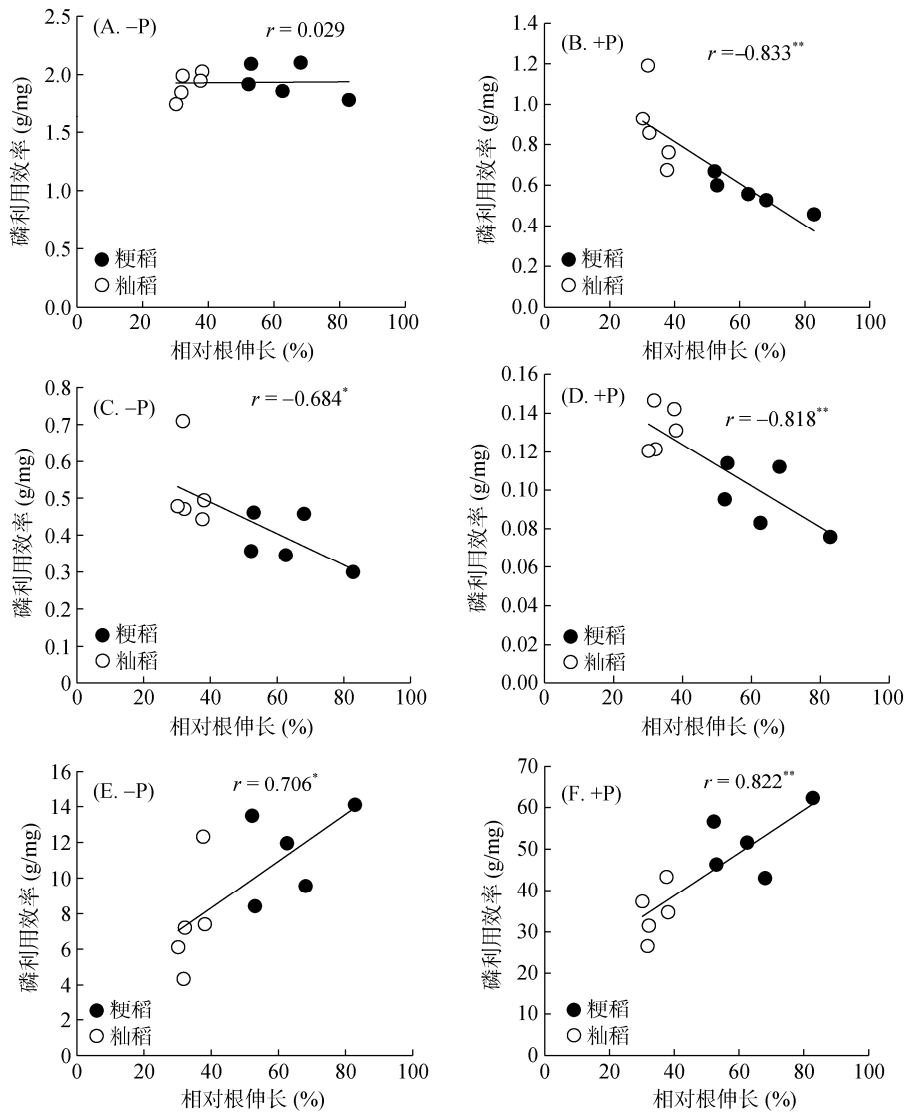 (A. –P)
r = 0.029
磷利用效率 (g/mg)
2.5
2.0
1.5
1.0
0.5
0.0
粳稻
籼稻
0 20 40 60 80 100
相对根伸长 (%)
(B. +P)
r = –0.833**
磷利用效率 (g/mg)
1.4
1.2
1.0
0.8
0.6
0.4
0.2
0.0
粳稻
籼稻
0 20 40 60 80 100
相对根伸长 (%)
(C. –P)
r = –0.684*
磷利用效率 (g/mg)
0.8
0.7
0.6
0.5
0.4
0.3
0.2
0.1
0
粳稻
籼稻
0 20 40 60 80 100
相对根伸长 (%)
(D. +P)
r = –0.818**
磷利用效率 (g/mg)
0.16
0.14
0.12
0.10
0.08
0.06
0.04
0.02
0.00
粳稻
籼稻
0 20 40 60 80 100
相对根伸长 (%)
(E. –P)
r = 0.706*
磷利用效率 (g/mg)
16
14
12
10
8
6
4
2
0
粳稻
籼稻
0 20 40 60 80 100
相对根伸长 (%)
(F. +P)
r = 0.822**
磷利用效率 (g/mg)
70
60
50
40
30
20
10
0
粳稻
籼稻
0 20 40 60 80 100
相对根伸长 (%)